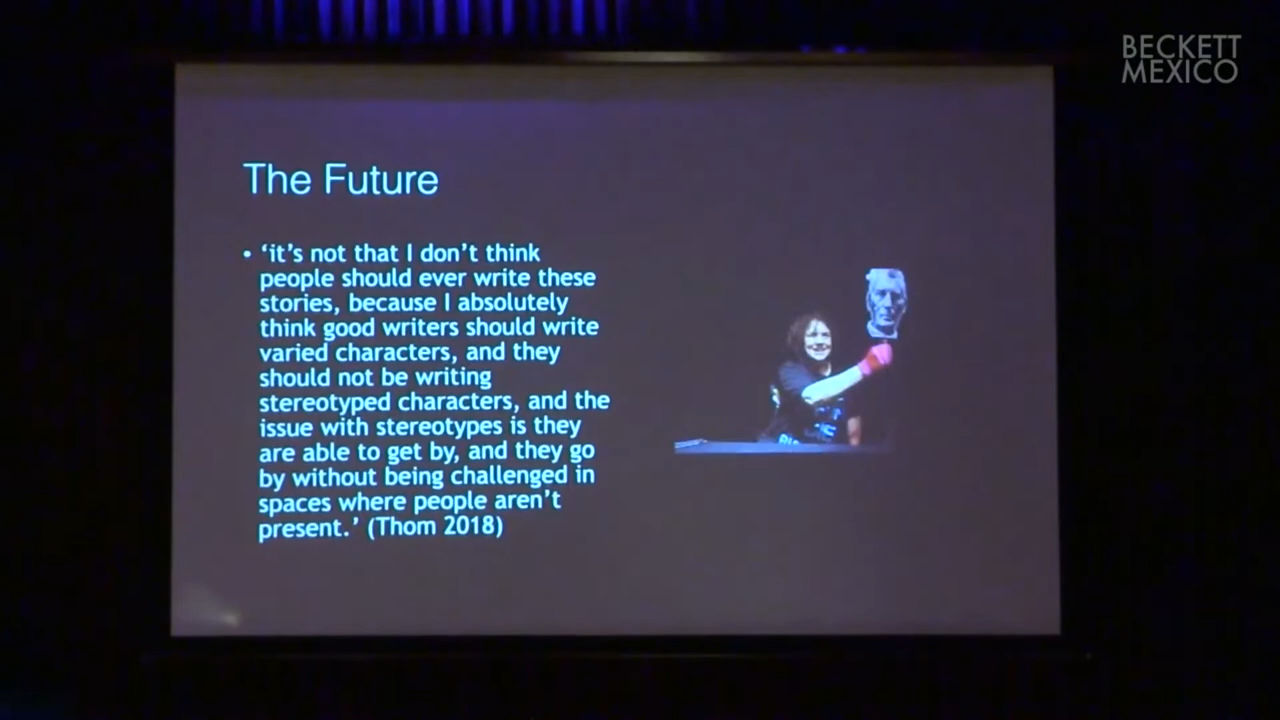 BECKETT
MEXICO
The Future
• ‘it’s not that I don’t think
people should ever write these
stories, because I absolutely
think good writers should write
varied characters, and they
should not be writing
stereotyped characters, and the
issue with stereotypes is they
are able to get by, and they go
by without being challenged in
spaces where people aren’t
present.’ (Thom 2018)